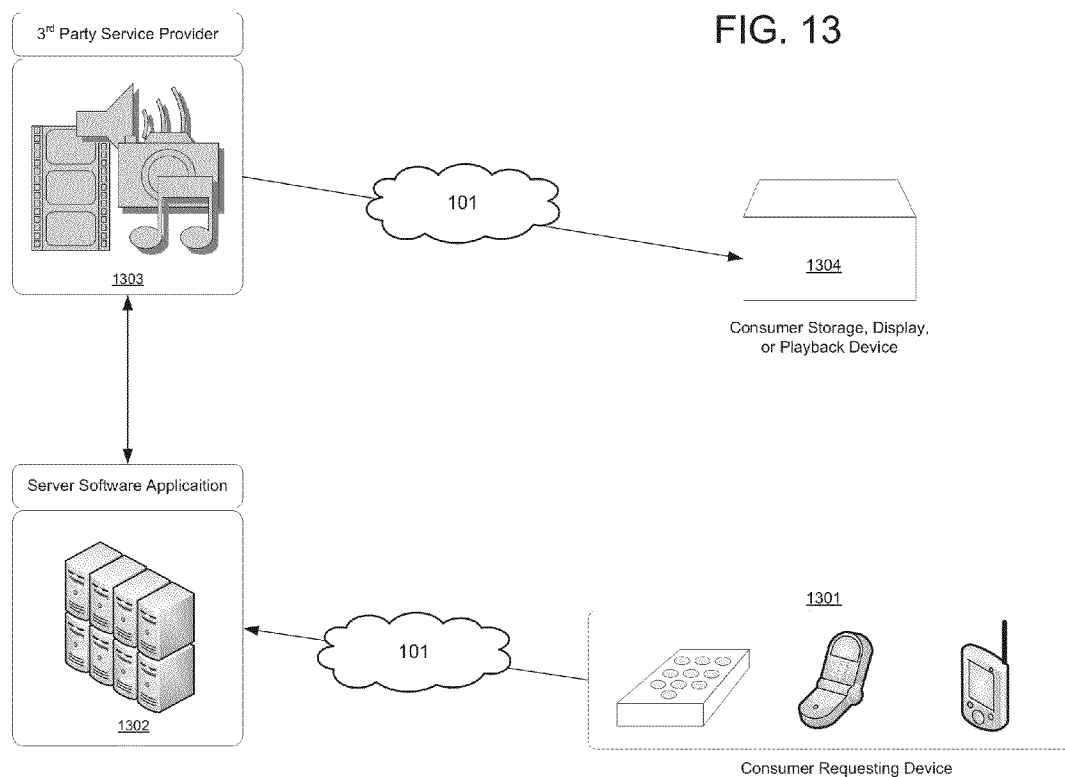 FIG. 13
3rd Party Service Provider
1303
101
1304
Consumer Storage, Display,
or Playback Device
Server Software Applicaition
1302
101
1301
Consumer Requesting Device